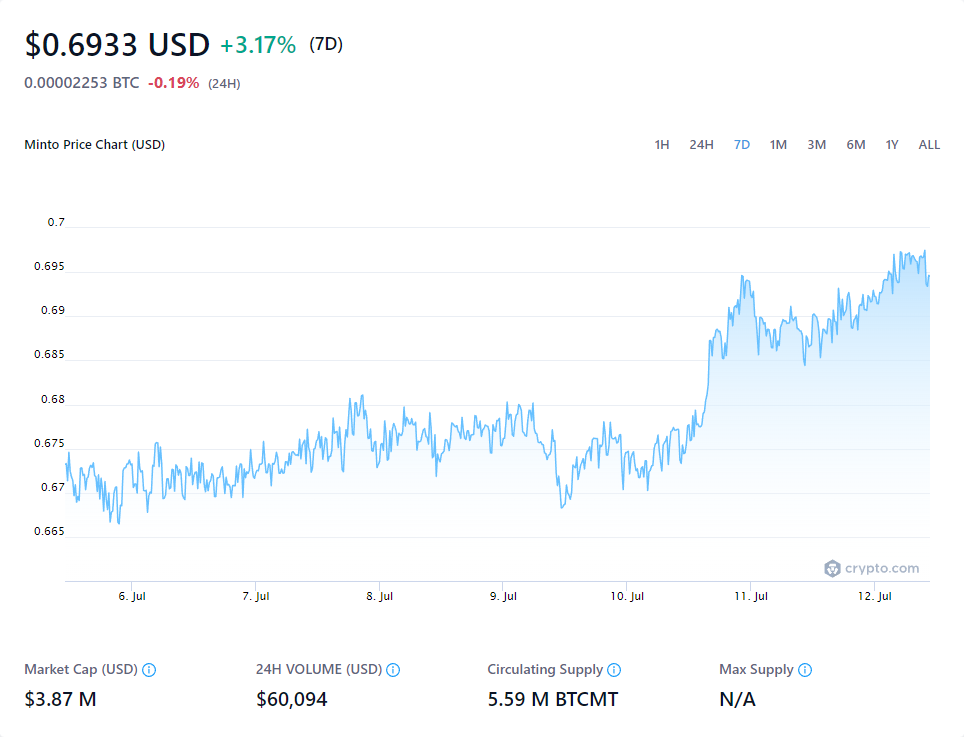 $0.6933 USD +3.17% (7D)
0.00002253 BTC -0.19% (24H)
Minto Price Chart (USD) 1H 24H 7D 1M 3M 6M 1Y ALL
0.7
0.695
0.69
0.685
0.68
0.675
0.67
0.665
crypto.com
6. Jul 7. Jul 8. Jul 9. Jul 10. Jul 11. Jul 12. Jul
Market Cap (USD) 24H VOLUME (USD) Circulating Supply Max Supply
$3.87 M $60,094 5.59 M BTCMT N/A